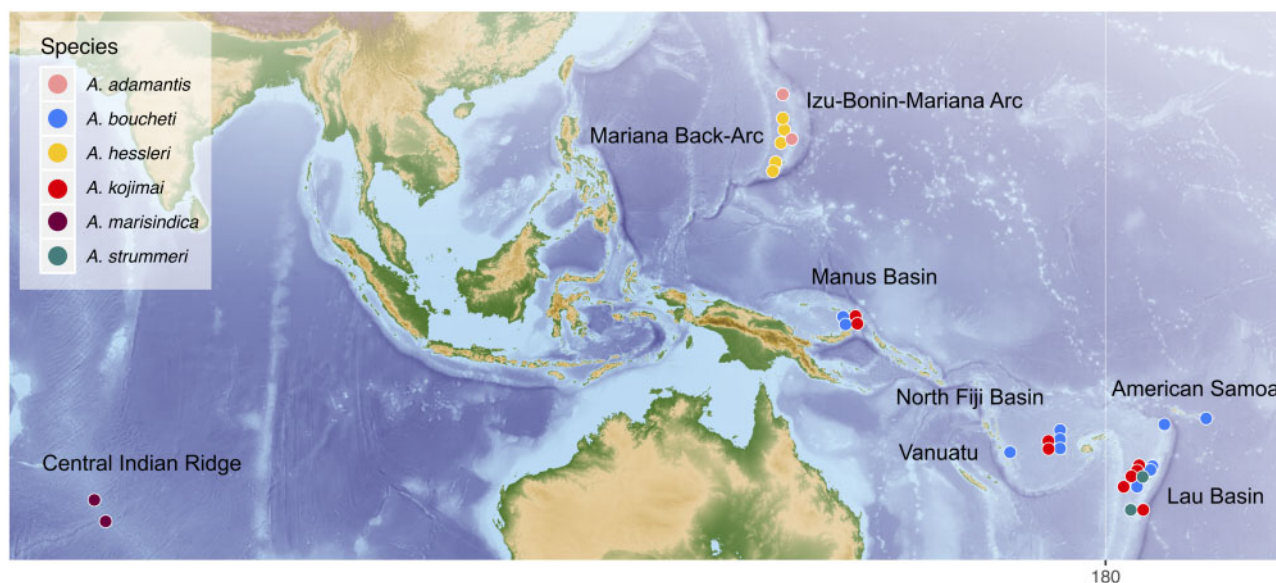 Species
A. adamantis
A. boucheti
A. hessleri
A. kojimai
A. marisindica
A. strummeri
Izu-Bonin-Mariana Arc
Mariana Back-Arc
Manus Basin
North Fiji Basin
American Samoa
Vanuatu
Central Indian Ridge
Lau Basin
180